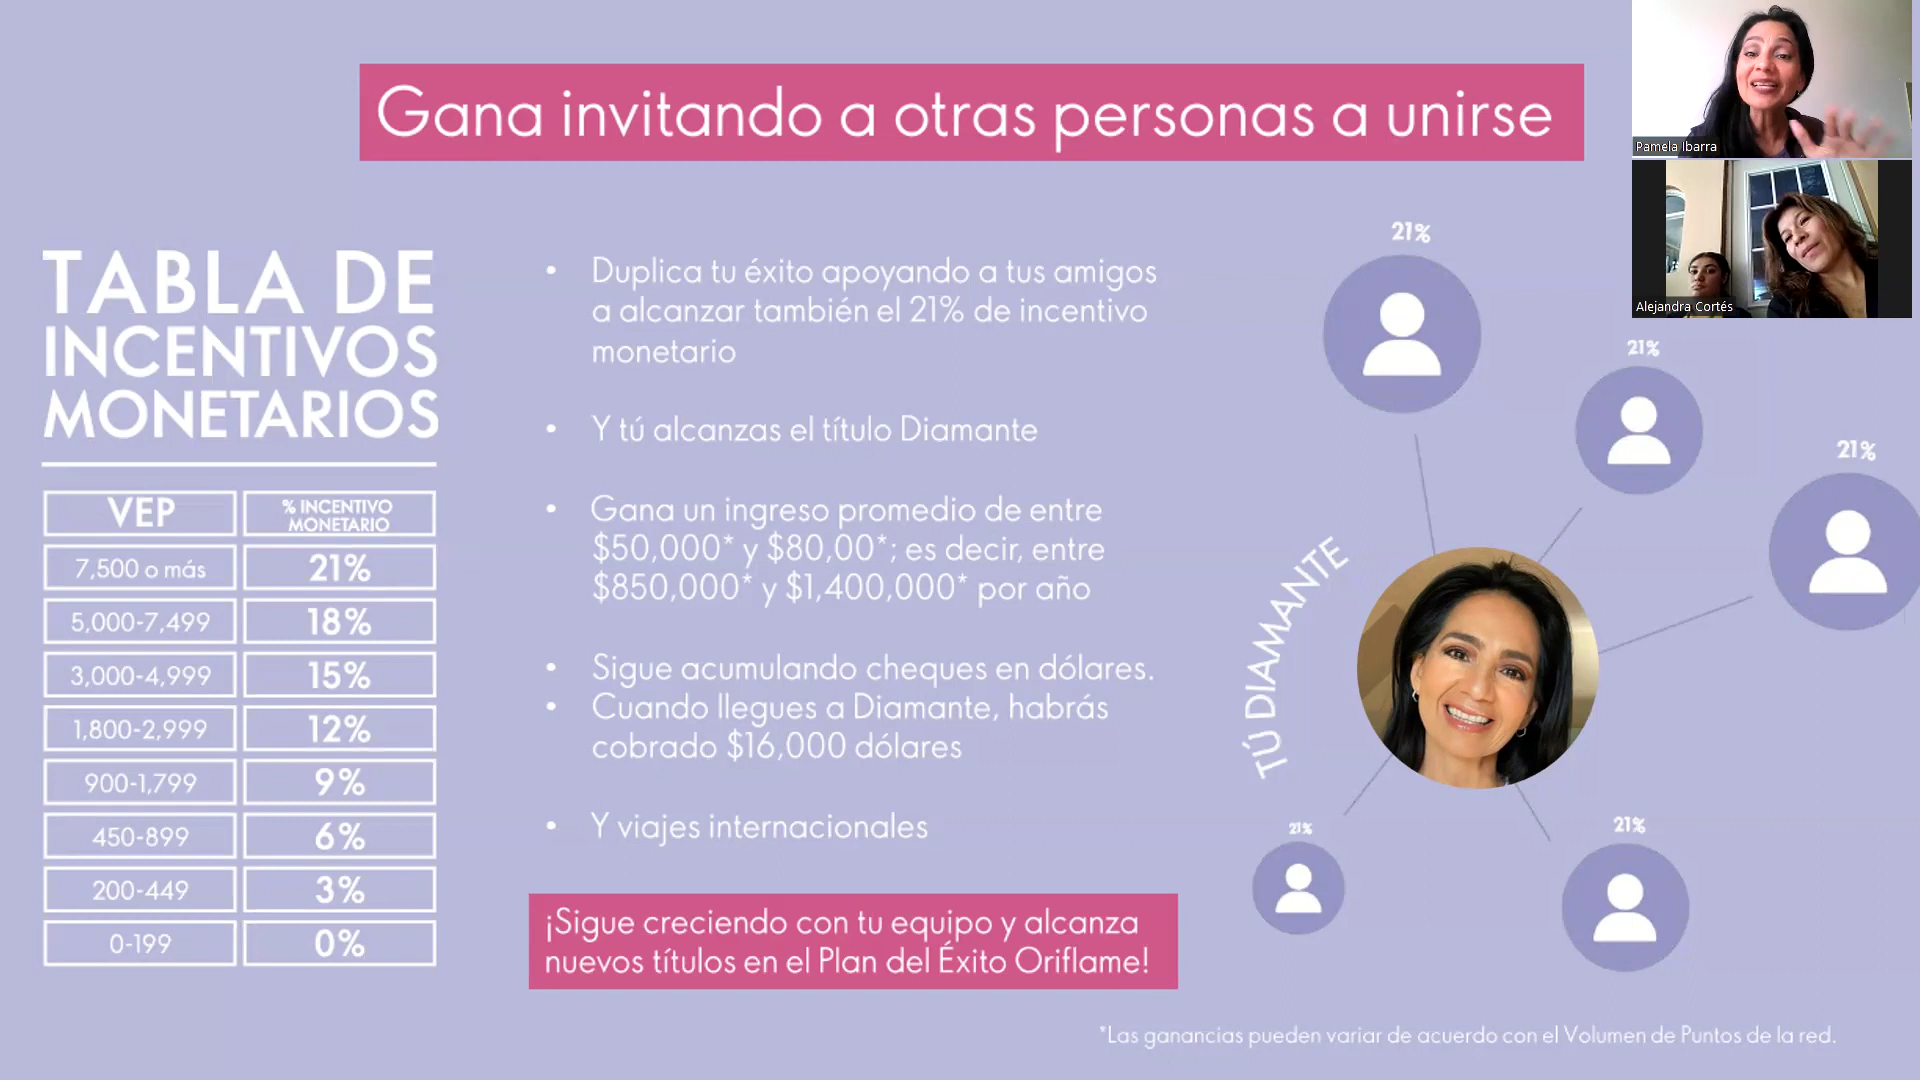 Gana invitando a otras personas a unirse
Pamela Ibarra
Alejandra Cortés
TABLA DE
INCENTIVOS
MONETARIOS
VEP
% INCENTIVO
MONETARIO
7,500 o más
21%
5,000-7,499
18%
3,000-4,999
15%
1,800-2,999
12%
900-1,799
9%
450-899
6%
200-449
3%
0-199
0%
• Duplica tu éxito apoyando a tus amigos
a alcanzar también el 21% de incentivo
monetario
• Y tú alcanzas el título Diamante
• Gana un ingreso promedio de entre
$50,000* y $80,00*; es decir, entre
$850,000* y $1,400,000* por año
• Sigue acumulando cheques en dólares.
• Cuando llegues a Diamante, habrás
cobrado $16,000 dólares
• Y viajes internacionales
¡Sigue creciendo con tu equipo y alcanza
nuevos títulos en el Plan del Éxito Oriflame!
21%
21%
21%
TÚ DIAMANTE
21%
21%
*Las ganancias pueden variar de acuerdo con el Volumen de Puntos de la red.